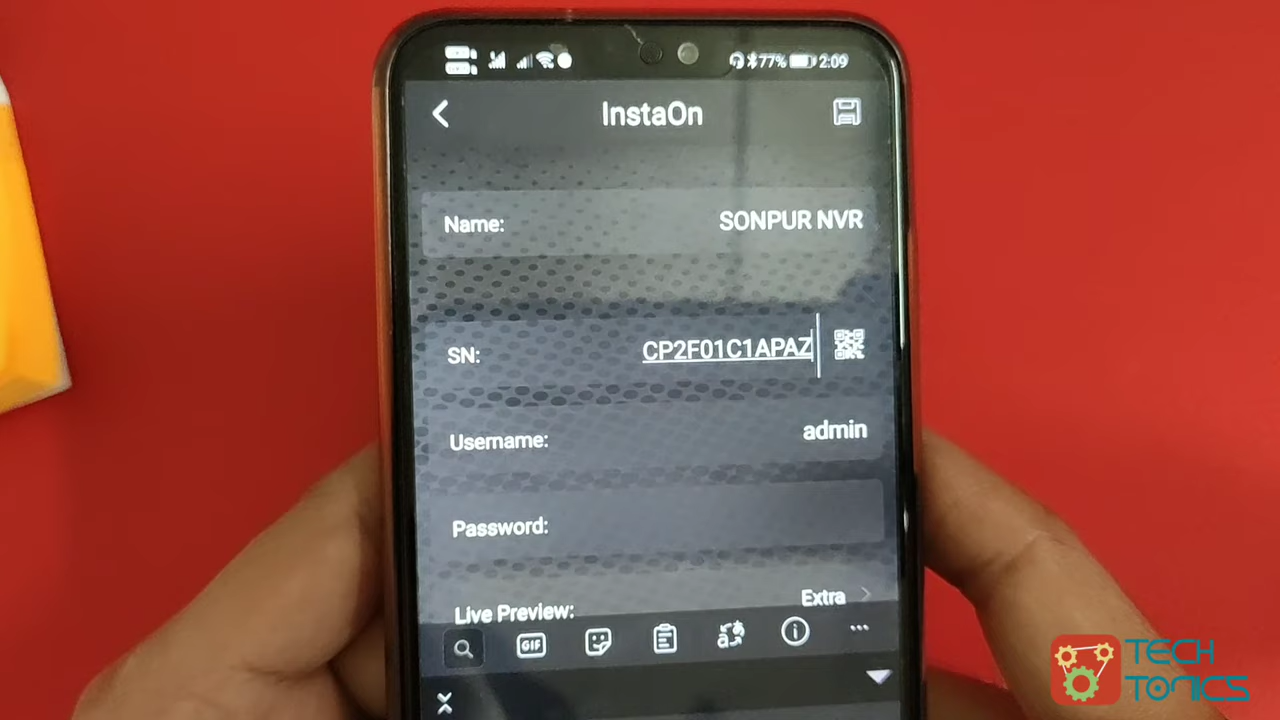 77% 2:09
InstaOn
Name: SONPUR NVR
SN: CP2F01C1APAZ
Username: admin
Password:
Live Preview: Extra
GIF
TECH
TONICS